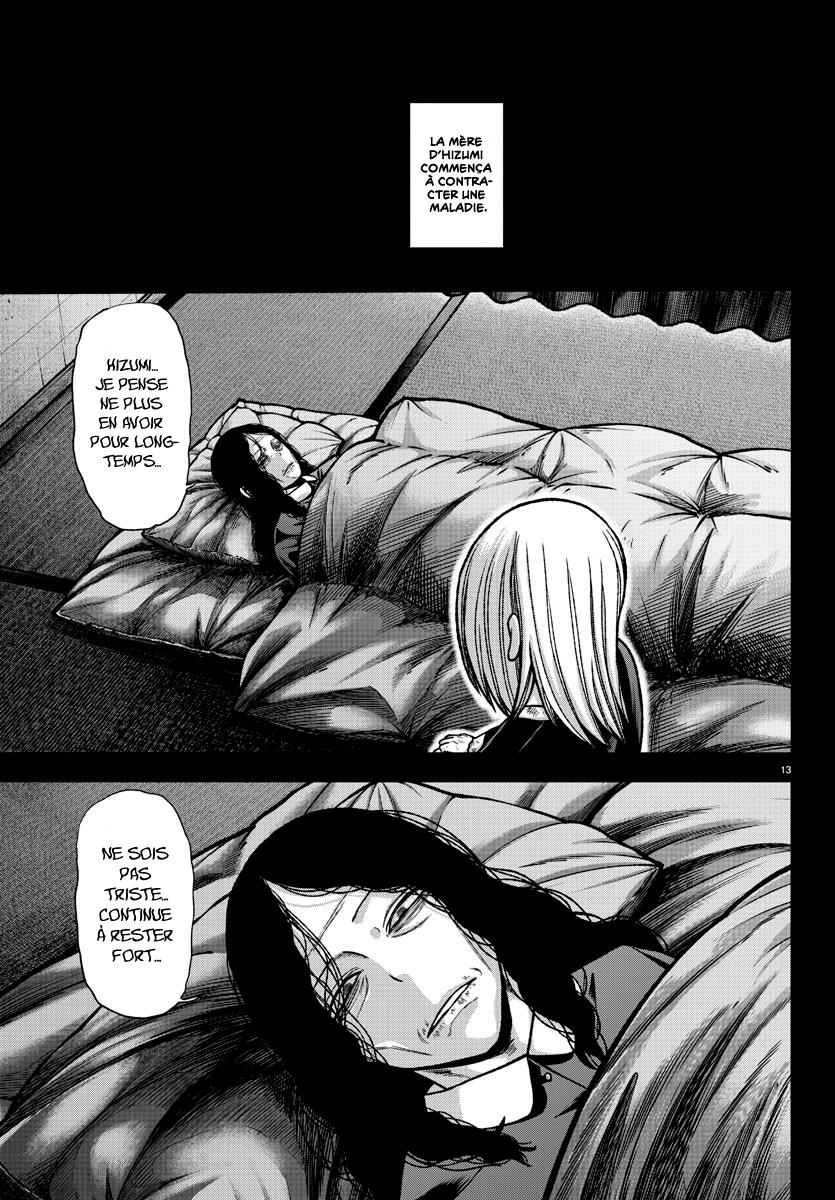 LA MÈRE
D'HIZUMI
COMMENÇA
À CONTRA-
CTER UNE
MALADIE.
HIZUMI...
JE PENSE
NE PLUS
EN AVOIR
POUR LONG-
TEMPS...
13
NE SOIS
PAS
TRISTE...
CONTINUE
À RESTER
FORT...